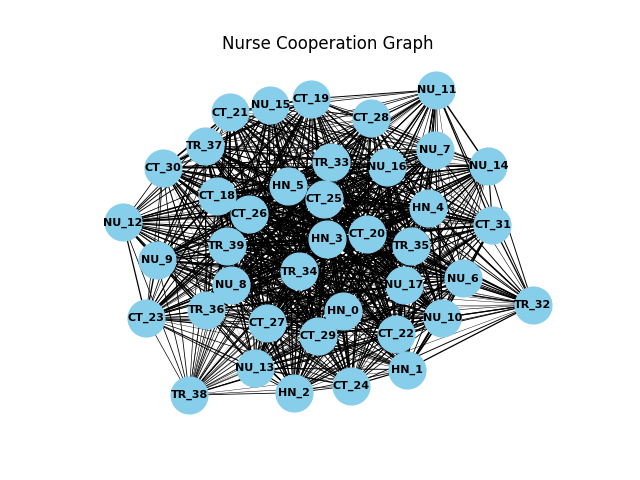 Nurse Cooperation Graph
NU_11
CT_19
NU_15
CT_21
CT_28
TR_37
NU_7
TR_33
NU_16
NU_14
CT_30
HN_5
CT_18
CT_25
HN_4
CT_26
NU_12
CT_31
CT_20
HN_3
TR_39
TR_35
NU_9
TR_34
NU_6
NU_8
NU_17
TR_32
TR_36
HN_0
CT_23
NU_10
CT_27
CT_22
CT_29
NU_13
HN_1
CT_24
HN_2
TR_38